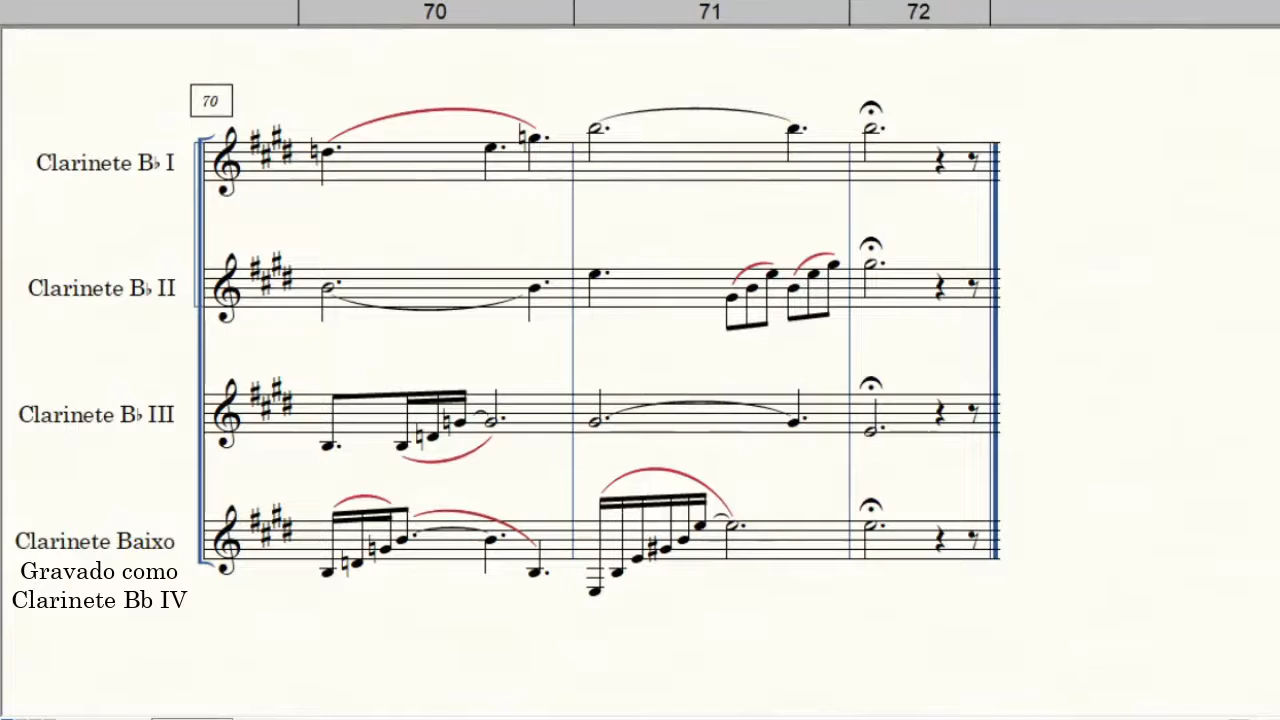 70 71 72
70
Clarinete B♭ I
Clarinete B♭ II
Clarinete B♭ III
Clarinete Baixo
Gravado como
Clarinete Bb IV